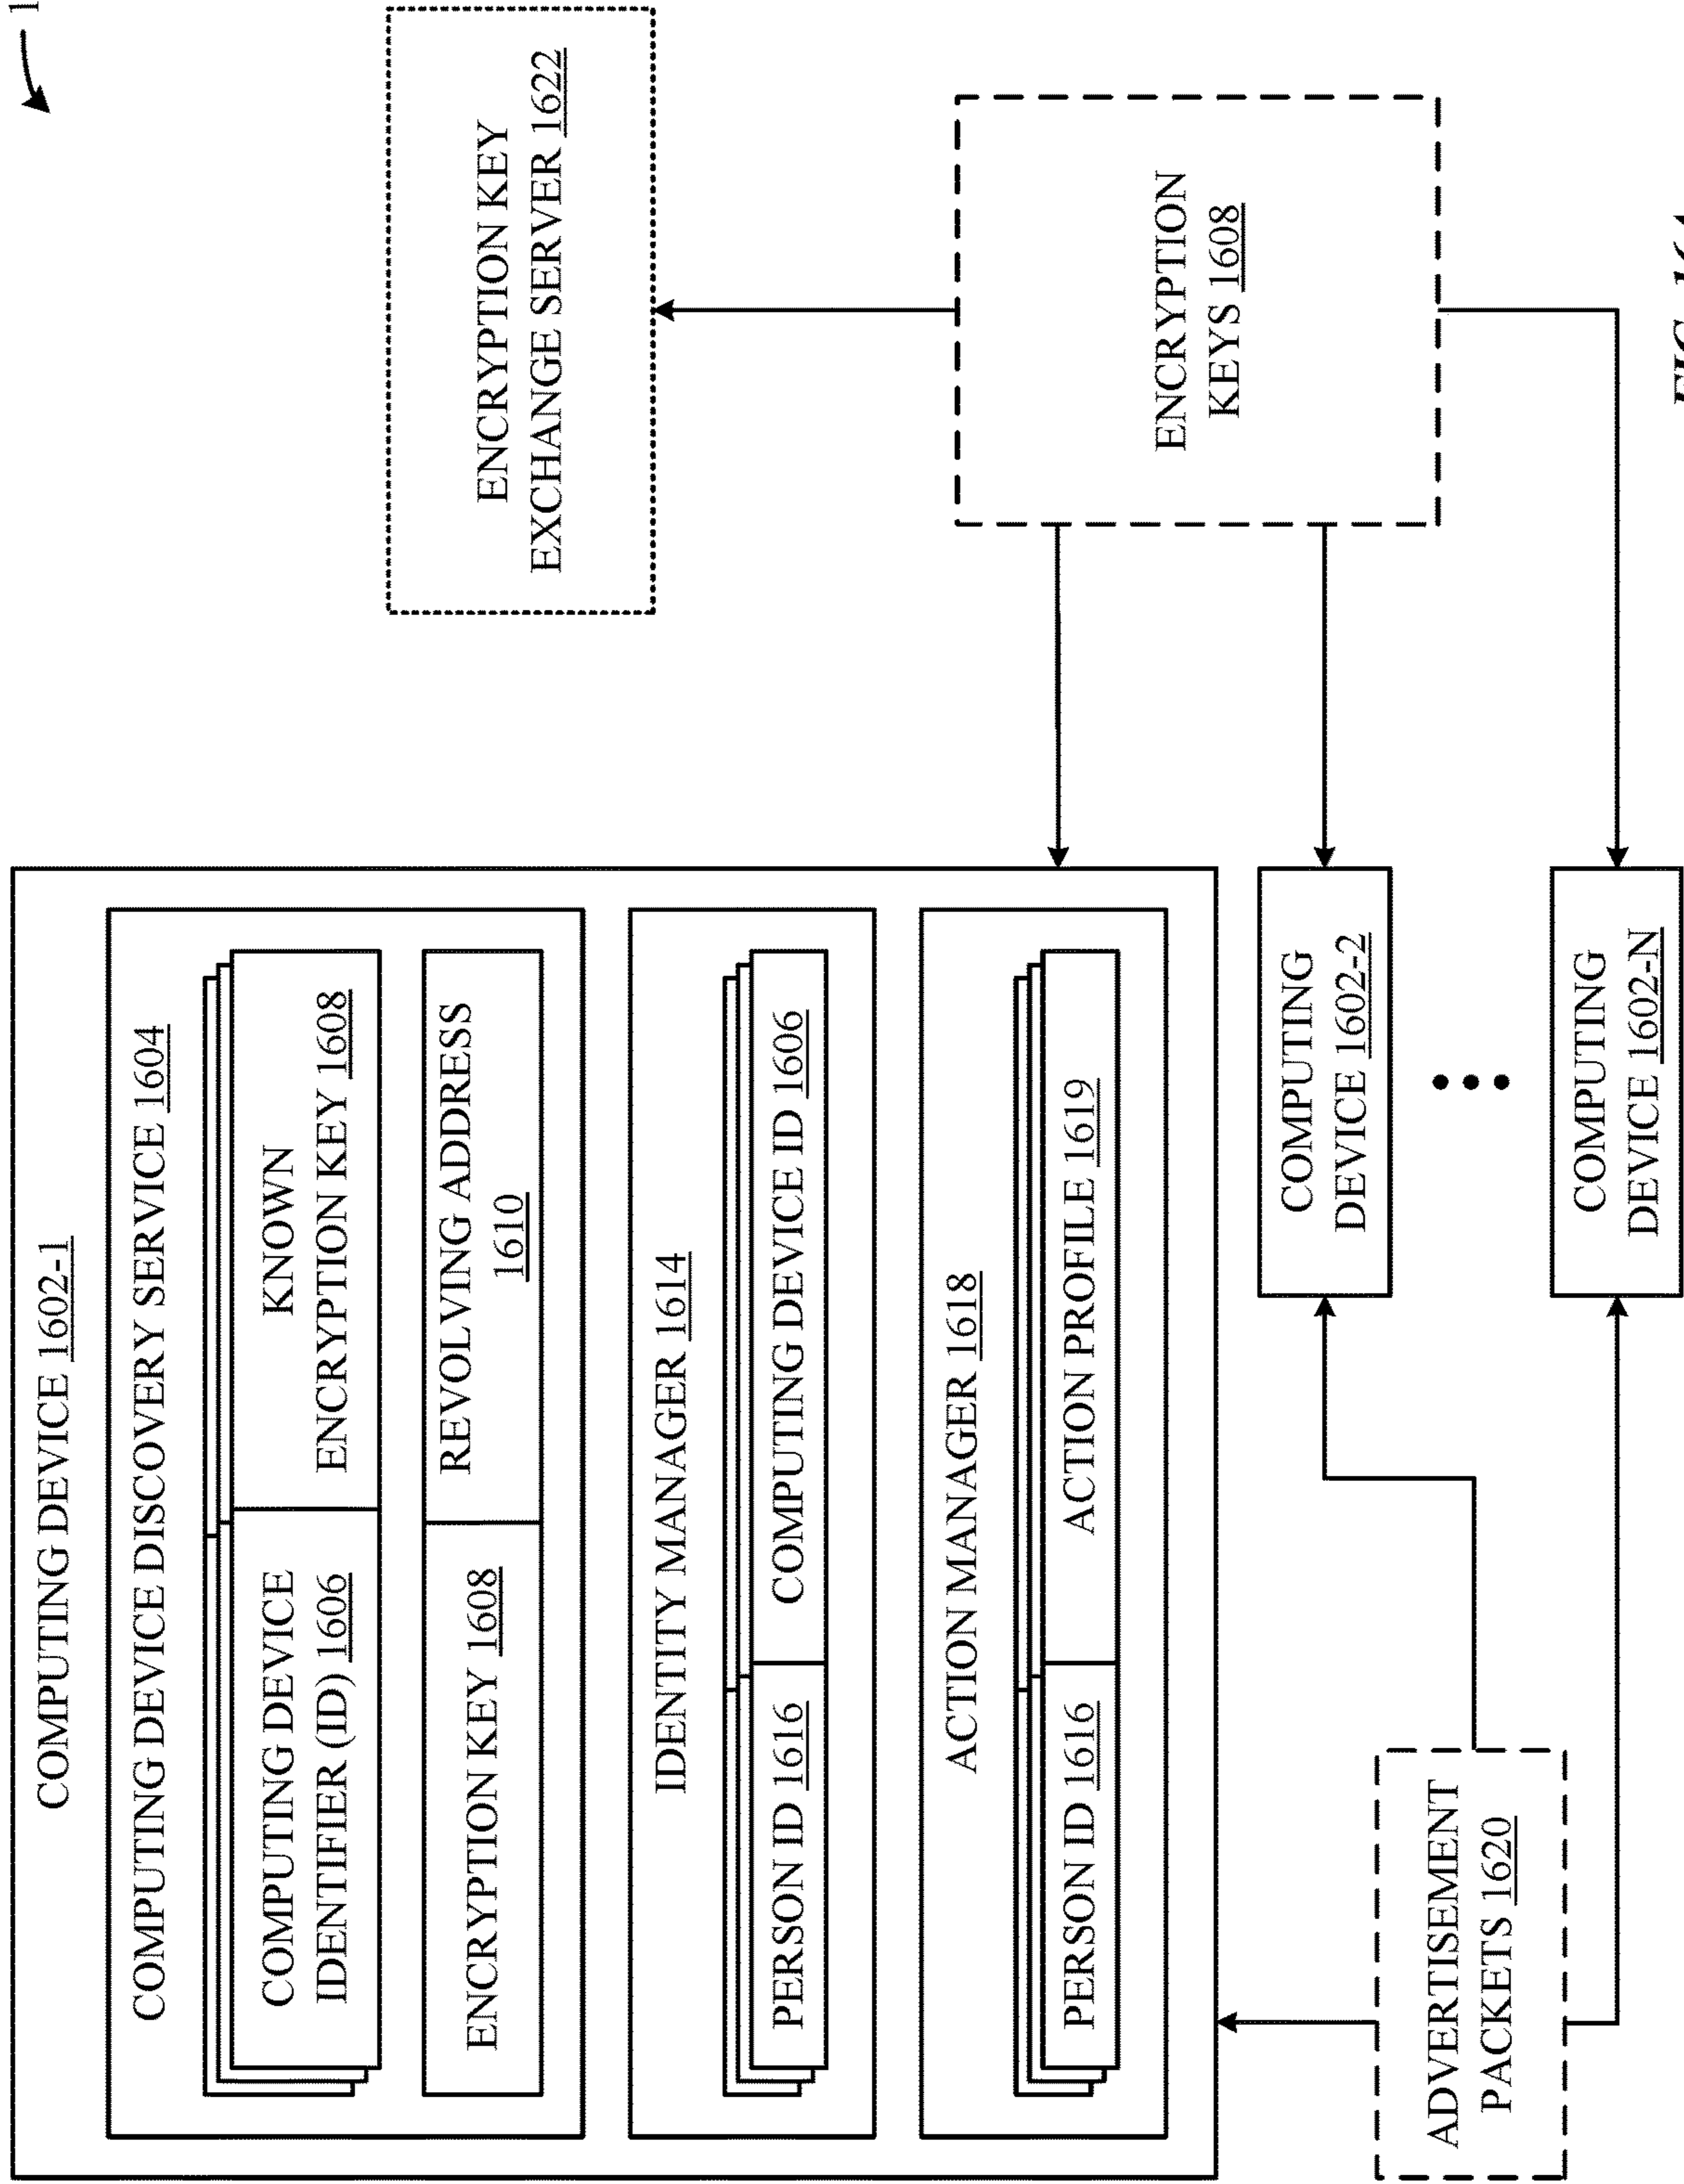 COMPUTING DEVICE 1602-1
COMPUTING DEVICE DISCOVERY SERVICE 1604
COMPUTING DEVICE
IDENTIFIER (ID) 1606
KNOWN
ENCRYPTION KEY 1608
ENCRYPTION KEY 1608
REVOLVING ADDRESS
1610
IDENTITY MANAGER 1614
PERSON ID 1616
COMPUTING DEVICE ID 1606
ACTION MANAGER 1618
PERSON ID 1616
ACTION PROFILE 1619
ENCRYPTION KEY
EXCHANGE SERVER 1622
ENCRYPTION
KEYS 1608
COMPUTING
DEVICE 1602-2
COMPUTING
DEVICE 1602-N
ADVERTISEMENT
PACKETS 1620